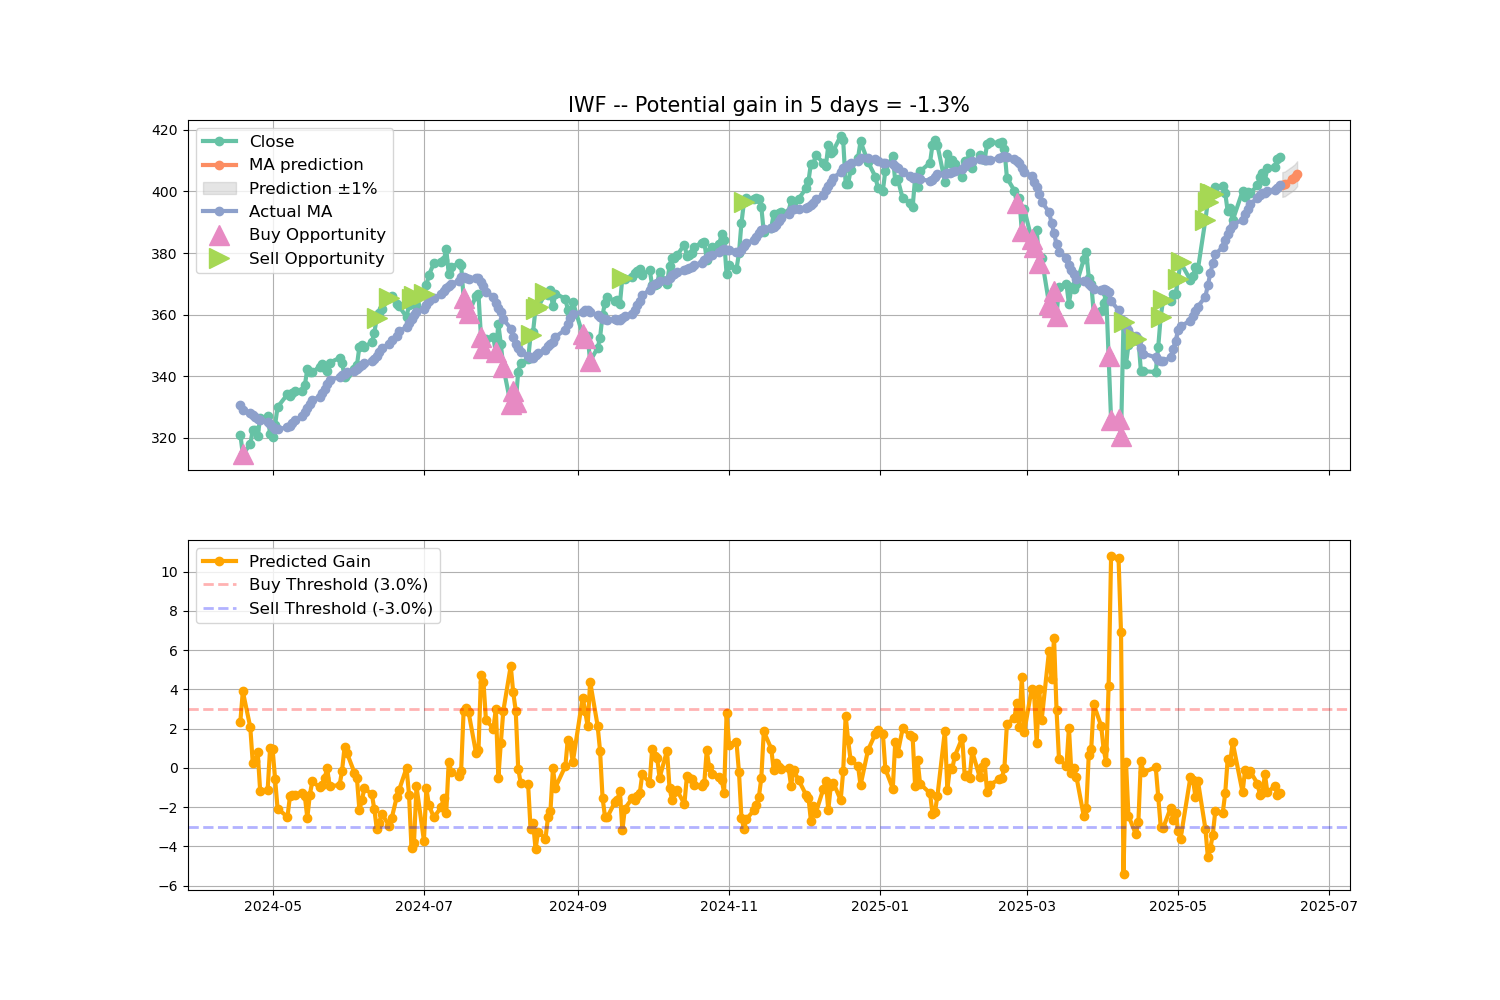 IWF -- Potential gain in 5 days = -1.3%
420
400
380
360
340
320
Close
MA prediction
Prediction ±1%
Actual MA
Buy Opportunity
Sell Opportunity
10
8
6
4
2
0
−2
−4
−6
Predicted Gain
Buy Threshold (3.0%)
Sell Threshold (-3.0%)
2024-05
2024-07
2024-09
2024-11
2025-01
2025-03
2025-05
2025-07